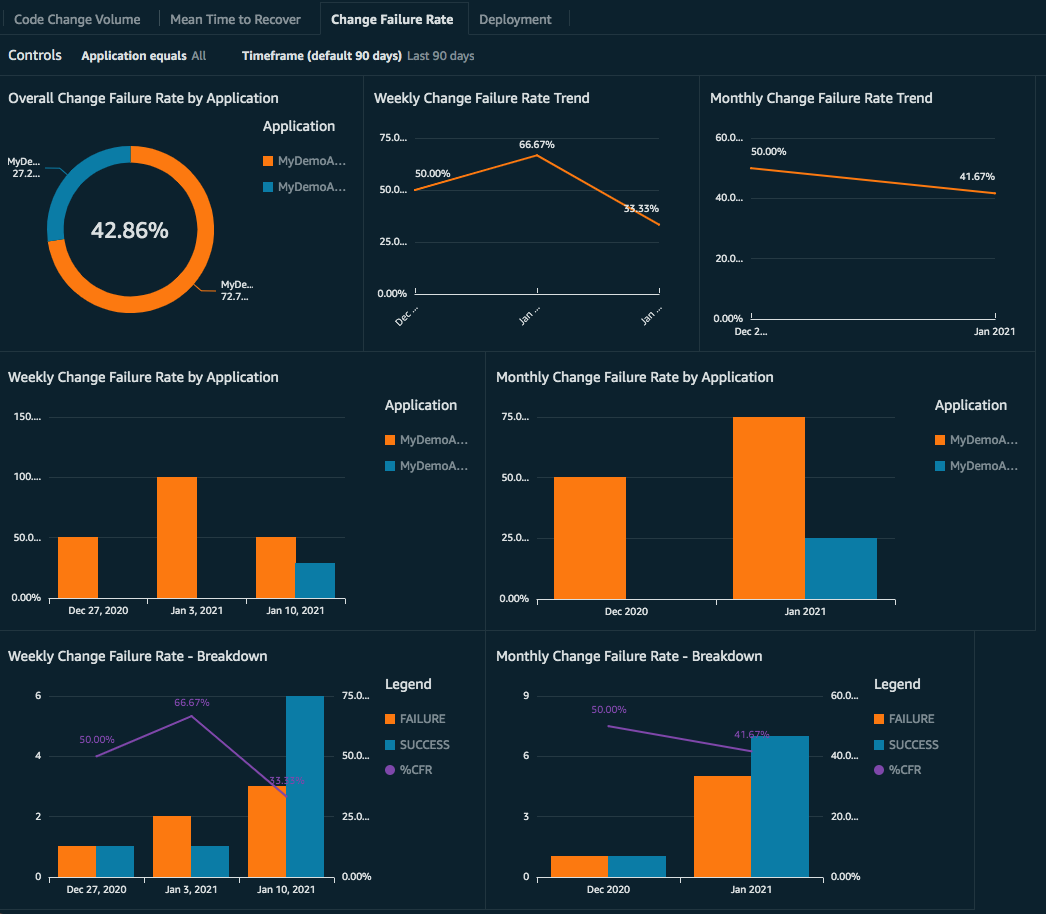 Code Change Volume
Mean Time to Recover
Change Failure Rate
Deployment
Controls
Application equals All
Timeframe (default 90 days) Last 90 days
Overall Change Failure Rate by Application
Application
MyDemoA...
MyDemoA...
MyDe...
27.2...
42.86%
MyDe...
72.7...
Weekly Change Failure Rate Trend
75.0...
50.0...
25.0...
0.00%
50.00%
66.67%
33.33%
Dec ...
Jan ...
Jan ...
Monthly Change Failure Rate Trend
60.0...
40.0...
20.0...
0.00%
50.00%
41.67%
Dec 2...
Jan 2021
Weekly Change Failure Rate by Application
150....
100....
50.0...
0.00%
Dec 27, 2020
Jan 3, 2021
Jan 10, 2021
Application
MyDemoA...
MyDemoA...
Monthly Change Failure Rate by Application
75.0...
50.0...
25.0...
0.00%
Dec 2020
Jan 2021
Application
MyDemoA...
MyDemoA...
Weekly Change Failure Rate - Breakdown
6
4
2
0
50.00%
66.67%
33.33%
75.0...
50.0...
25.0...
0.00%
Dec 27, 2020
Jan 3, 2021
Jan 10, 2021
Legend
FAILURE
SUCCESS
%CFR
Monthly Change Failure Rate - Breakdown
9
6
3
0
50.00%
41.67%
60.0...
40.0...
20.0...
0.00%
Dec 2020
Jan 2021
Legend
FAILURE
SUCCESS
%CFR